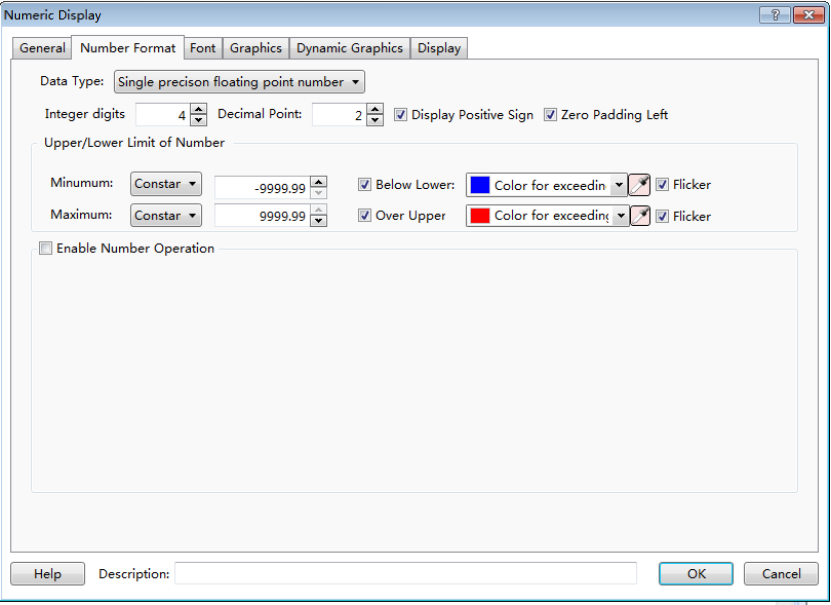 Numeric Display
General Number Format Font Graphics Dynamic Graphics Display
Data Type: Single precison floating point number
Integer digits 4 Decimal Point: 2 Display Positive Sign Zero Padding Left
Upper/Lower Limit of Number
Minumum: Constar -9999.99 Below Lower: Color for exceedin Flicker
Maximum: Constar 9999.99 Over Upper Color for exceeding Flicker
Enable Number Operation
Help Description: OK Cancel